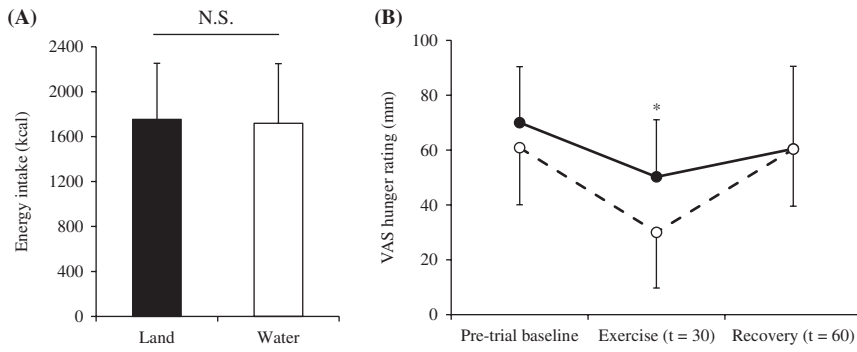 (A)
N.S.
Energy intake (kcal)
2400
2000
1600
1200
800
400
0
Land Water
(B)
VAS hunger rating (mm)
100
80
60
40
20
0
*
Pre-trial baseline Exercise (t = 30) Recovery (t = 60)